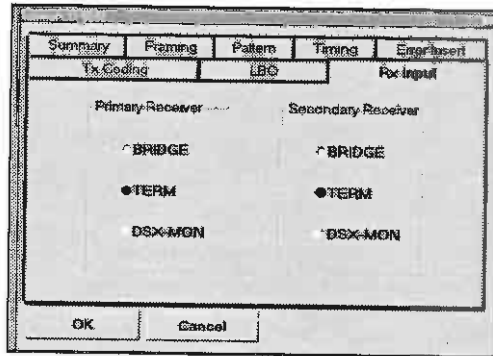 Summary Framing Pattern Timing Error Insert
Tx Coding LBO Rx Input
Primary Receiver Secondary Receiver
BRIDGE BRIDGE
TERM TERM
DSX-MON DSX-MON
OK Cancel